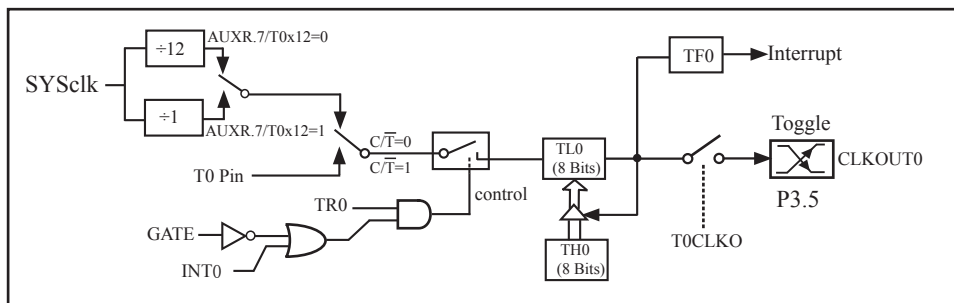 AUXR.7/T0x12=0
÷12
SYSclk
÷1
AUXR.7/T0x12=1
T0 Pin
C/T̅=0
C/T̅=1
TR0
GATE
INT0
control
TL0
(8 Bits)
TH0
(8 Bits)
TF0
Interrupt
Toggle
CLKOUT0
P3.5
T0CLKO